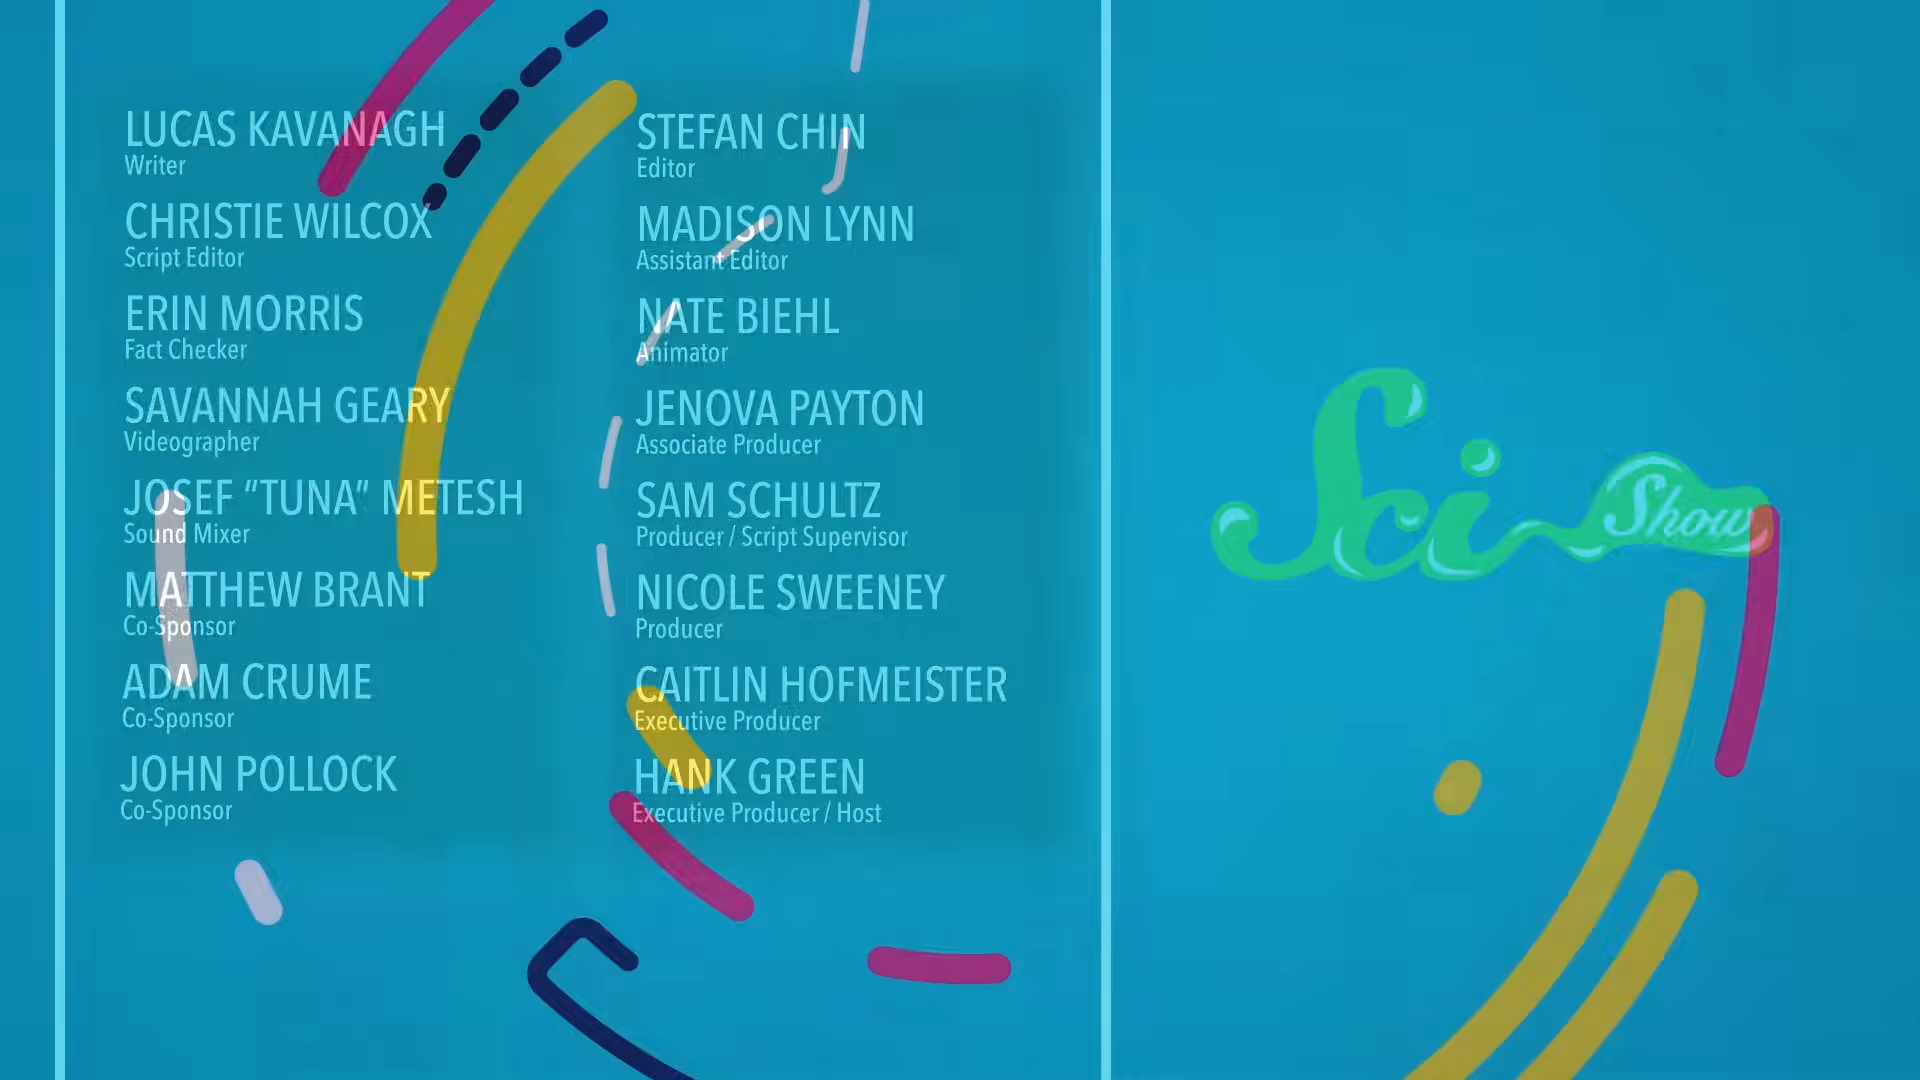 LUCAS KAVANAGH
Writer
CHRISTIE WILCOX
Script Editor
ERIN MORRIS
Fact Checker
SAVANNAH GEARY
Videographer
JOSEF “TUNA” METESH
Sound Mixer
MATTHEW BRANT
Co-Sponsor
ADAM CRUME
Co-Sponsor
JOHN POLLOCK
Co-Sponsor
STEFAN CHIN
Editor
MADISON LYNN
Assistant Editor
NATE BIEHL
Animator
JENOVA PAYTON
Associate Producer
SAM SCHULTZ
Producer / Script Supervisor
NICOLE SWEENEY
Producer
CAITLIN HOFMEISTER
Executive Producer
HANK GREEN
Executive Producer / Host
Sci Show